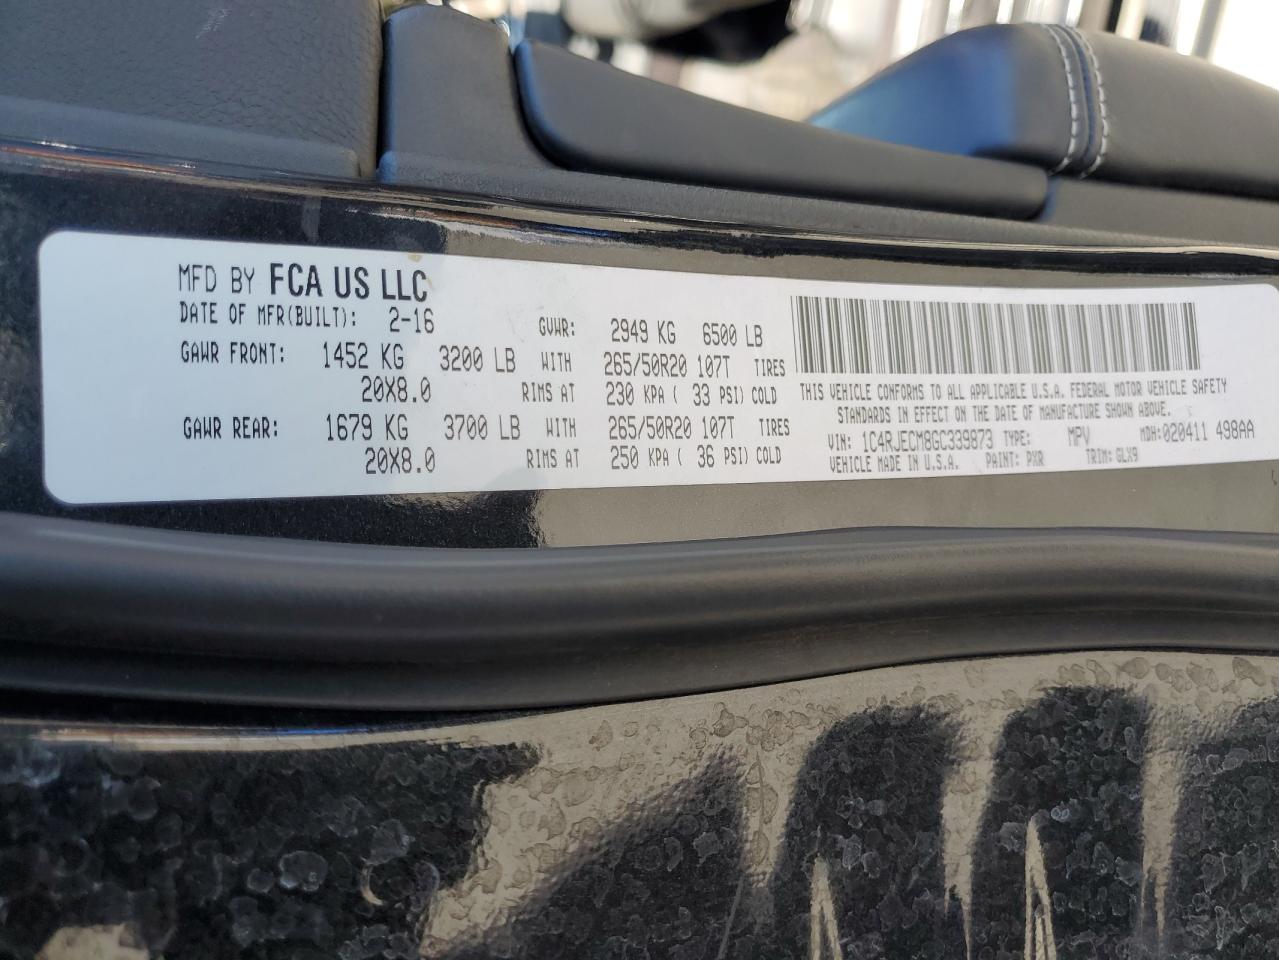 MFD BY FCA US LLC
DATE OF MFR(BUILT): 2-16 GVWR: 2949 KG 6500 LB
GAWR FRONT: 1452 KG 3200 LB WITH 265/50R20 107T TIRES
20X8.0 RIMS AT 230 KPA ( 33 PSI) COLD
GAWR REAR: 1679 KG 3700 LB WITH 265/50R20 107T TIRES
20X8.0 RIMS AT 250 KPA ( 36 PSI) COLD
THIS VEHICLE CONFORMS TO ALL APPLICABLE U.S.A. FEDERAL MOTOR VEHICLE SAFETY
STANDARDS IN EFFECT ON THE DATE OF MANUFACTURE SHOWN ABOVE.
VIN: 1C4RJECM8GC339873 TYPE: MPV MDH:020411 498AA
VEHICLE MADE IN U.S.A. PAINT: PXR TRIM: GLX9